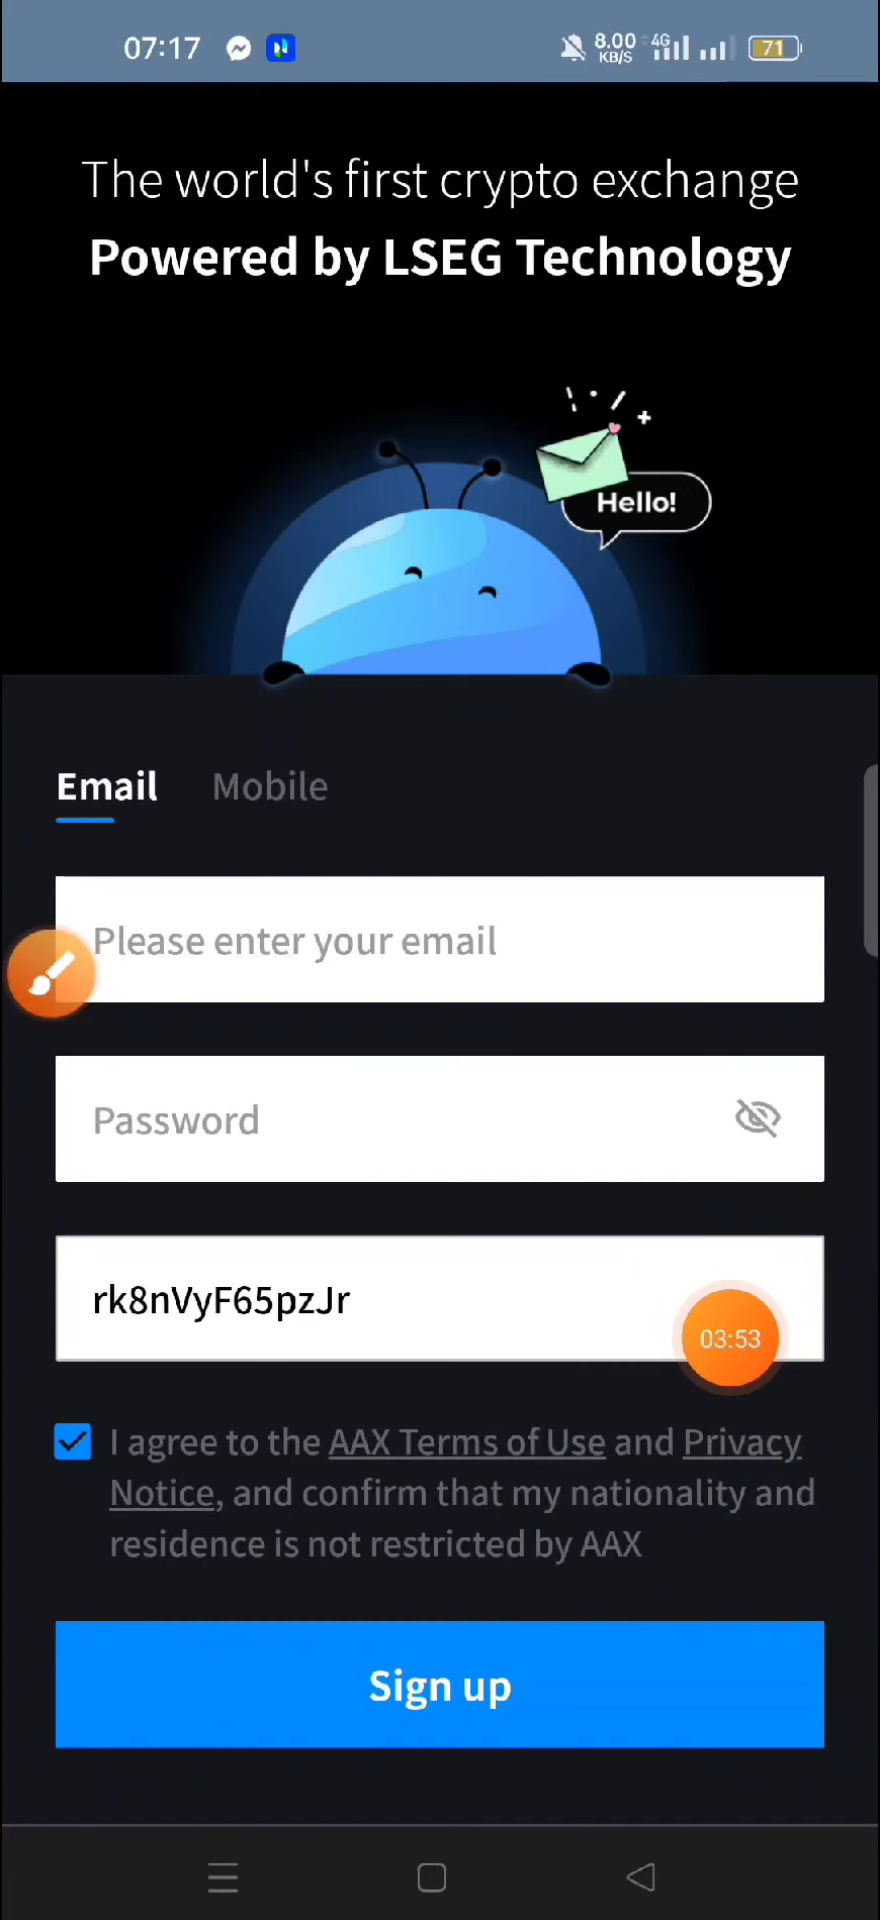 07:17 8.00 KB/S 4G 71
The world's first crypto exchange
Powered by LSEG Technology
Hello!
Email Mobile
Please enter your email
Password
rk8nVyF65pzJr
03:53
I agree to the AAX Terms of Use and Privacy
Notice, and confirm that my nationality and
residence is not restricted by AAX
Sign up